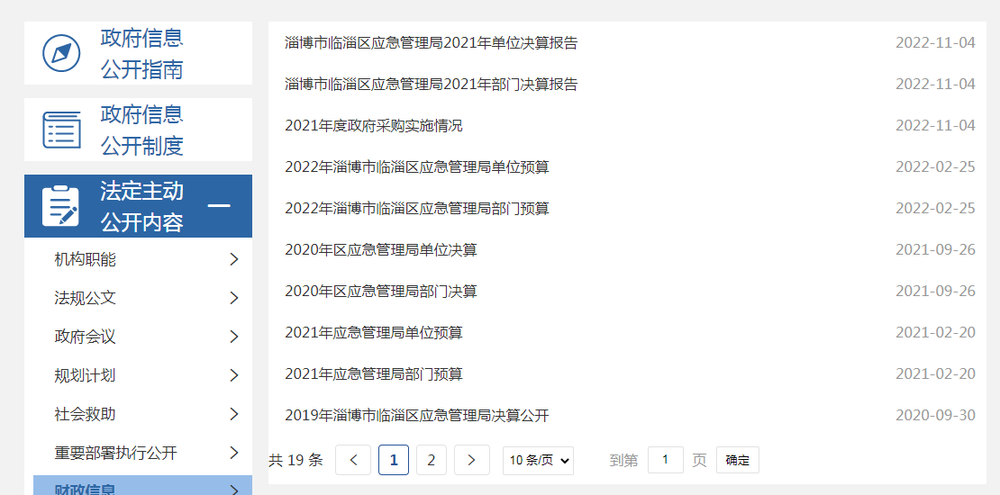 政府信息
公开指南
政府信息
公开制度
法定主动
公开内容
机构职能
法规公文
政府会议
规划计划
社会救助
重要部署执行公开
财政信息
淄博市临淄区应急管理局2021年单位决算报告 2022-11-04
淄博市临淄区应急管理局2021年部门决算报告 2022-11-04
2021年度政府采购实施情况 2022-11-04
2022年淄博市临淄区应急管理局单位预算 2022-02-25
2022年淄博市临淄区应急管理局部门预算 2022-02-25
2020年区应急管理局单位决算 2021-09-26
2020年区应急管理局部门决算 2021-09-26
2021年应急管理局单位预算 2021-02-20
2021年应急管理局部门预算 2021-02-20
2019年淄博市临淄区应急管理局决算公开 2020-09-30
共 19 条 1 2 10 条/页 到第 1 页 确定